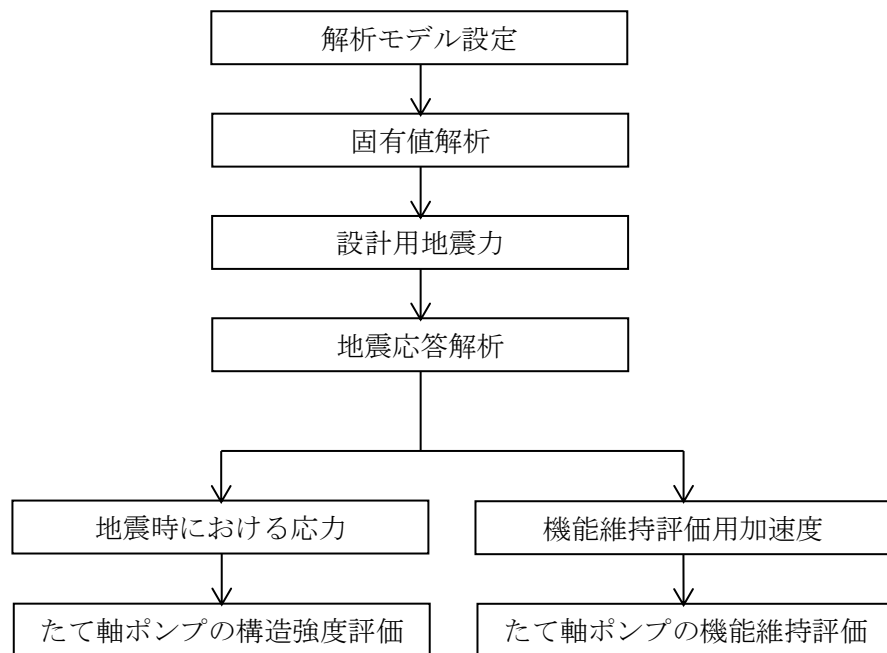 解析モデル設定
固有値解析
設計用地震力
地震応答解析
地震時における応力
機能維持評価用加速度
たて軸ポンプの構造強度評価
たて軸ポンプの機能維持評価